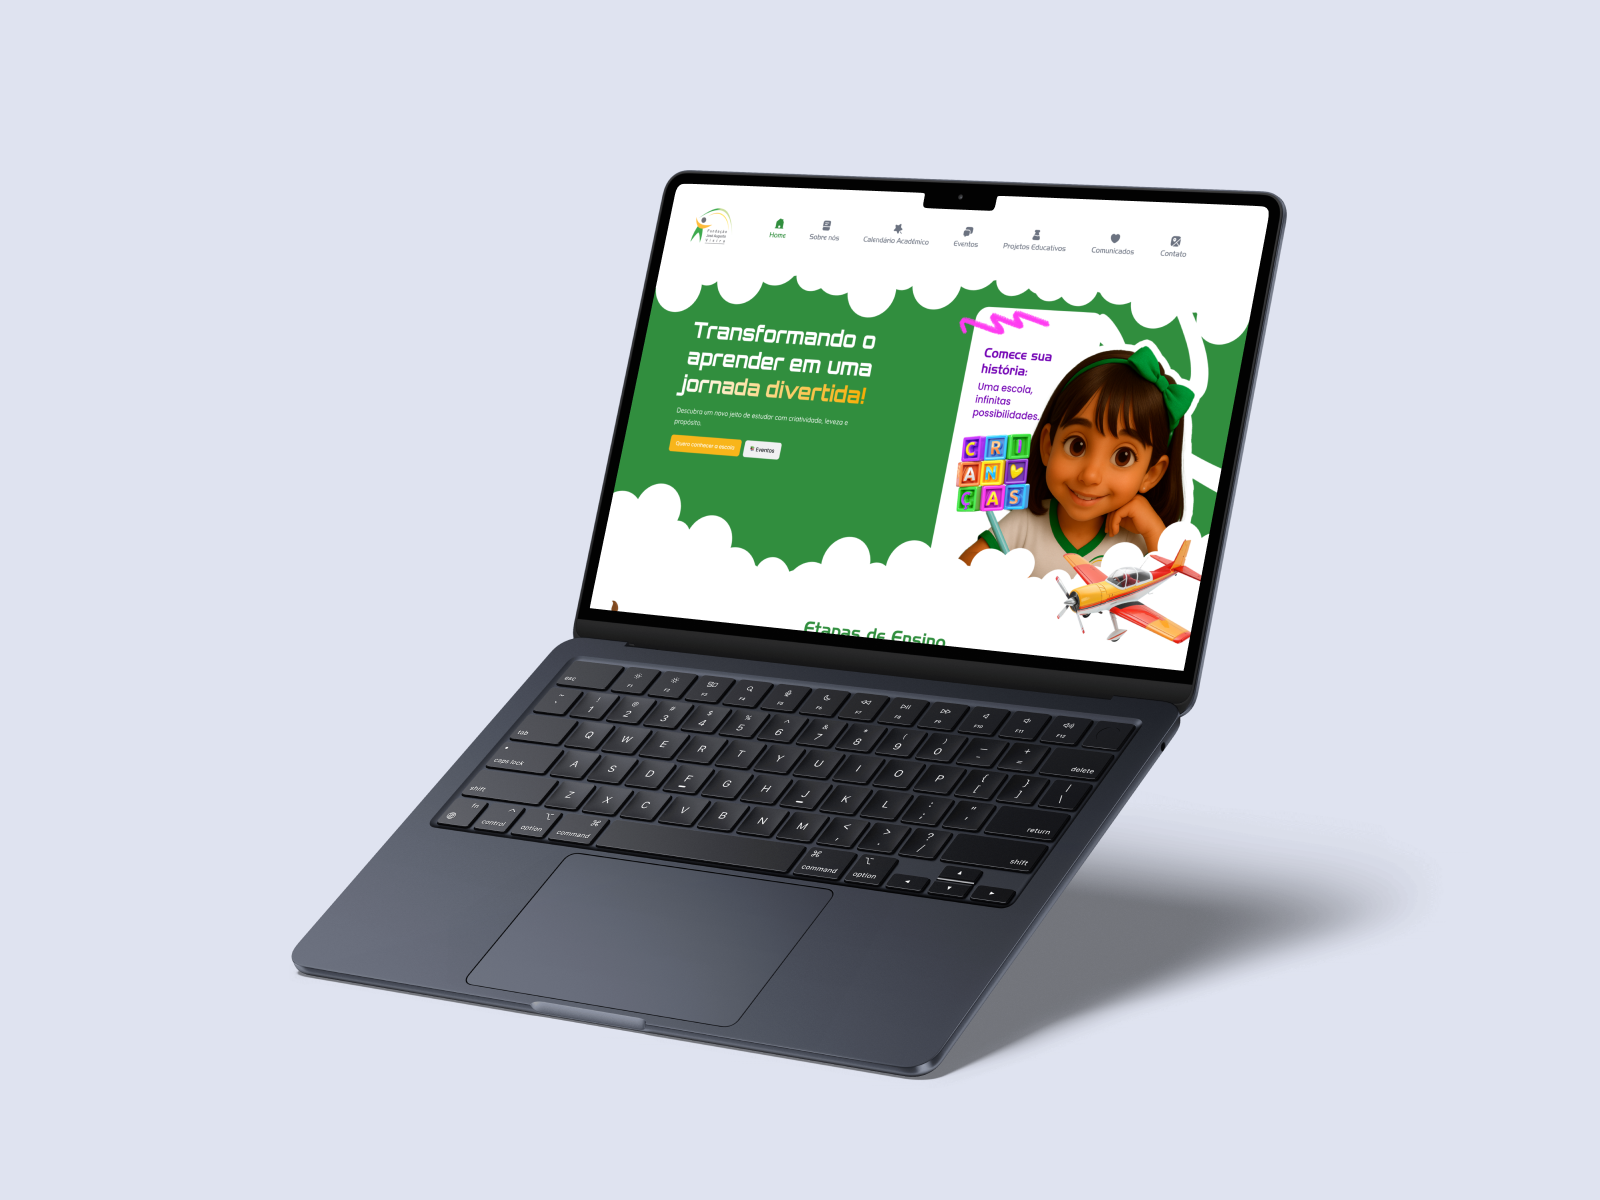 Fundação
José Augusto
Vieira
Home
Sobre nós
Calendário Acadêmico
Eventos
Projetos Educativos
Comunicados
Contato
Transformando o
aprender em uma
jornada divertida!
Descubra um novo jeito de estudar com criatividade, leveza e
propósito.
Quero conhecer a escola
Eventos
Comece sua
história:
Uma escola,
infinitas
possibilidades.
CRI
AN
ÇAS
Etapas de Ensino
esc F1 F2 F3 F4 F5 F6 F7 F8 F9 F10 F11 F12
~ ` ! 1 @ 2 # 3 $ 4 % 5 ^ 6 & 7 * 8 ( 9 ) 0 _ - + = delete
tab Q W E R T Y U I O P { [ } ] | \
caps lock A S D F G H J K L : ; " ' return
shift Z X C V B N M < , > . ? / shift
fn control option command command option